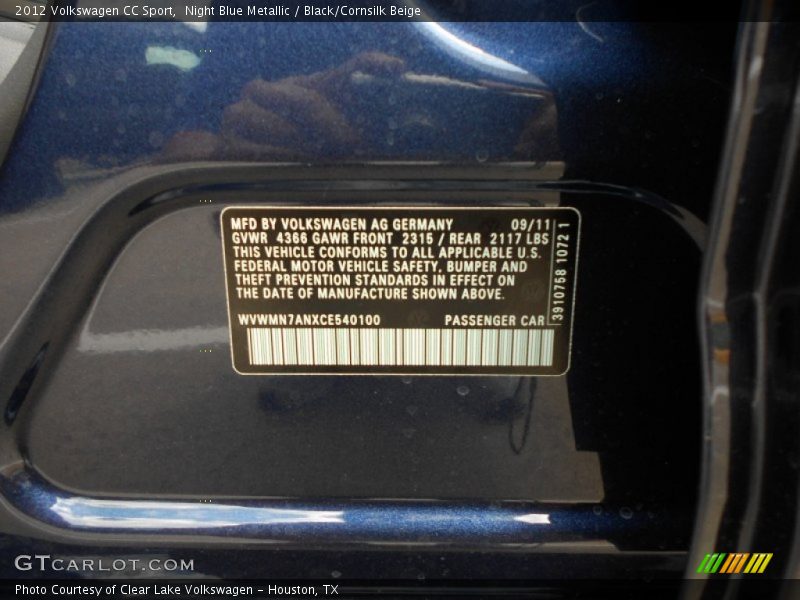 2012 Volkswagen CC Sport, Night Blue Metallic / Black/Cornsilk Beige
MFD BY VOLKSWAGEN AG GERMANY 09/11
GVWR 4366 GAWR FRONT 2315 / REAR 2117 LBS
THIS VEHICLE CONFORMS TO ALL APPLICABLE U.S.
FEDERAL MOTOR VEHICLE SAFETY, BUMPER AND
THEFT PREVENTION STANDARDS IN EFFECT ON
THE DATE OF MANUFACTURE SHOWN ABOVE.
WVWMN7ANXCE540100 PASSENGER CAR
3910758 1072 1
GTCARLOT.COM
Photo Courtesy of Clear Lake Volkswagen - Houston, TX